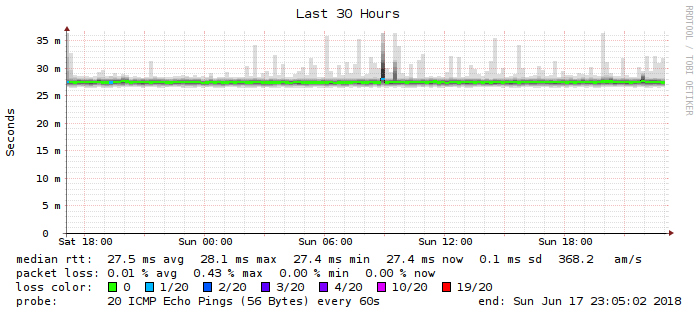 Last 30 Hours
RRDTOOL / TOBI OETIKER
Seconds
35 m
30 m
25 m
20 m
15 m
10 m
5 m
0
Sat 18:00 Sun 00:00 Sun 06:00 Sun 12:00 Sun 18:00
median rtt: 27.5 ms avg 28.1 ms max 27.4 ms min 27.4 ms now 0.1 ms sd 368.2 am/s
packet loss: 0.01 % avg 0.43 % max 0.00 % min 0.00 % now
loss color: 0 1/20 2/20 3/20 4/20 10/20 19/20
probe: 20 ICMP Echo Pings (56 Bytes) every 60s end: Sun Jun 17 23:05:02 2018